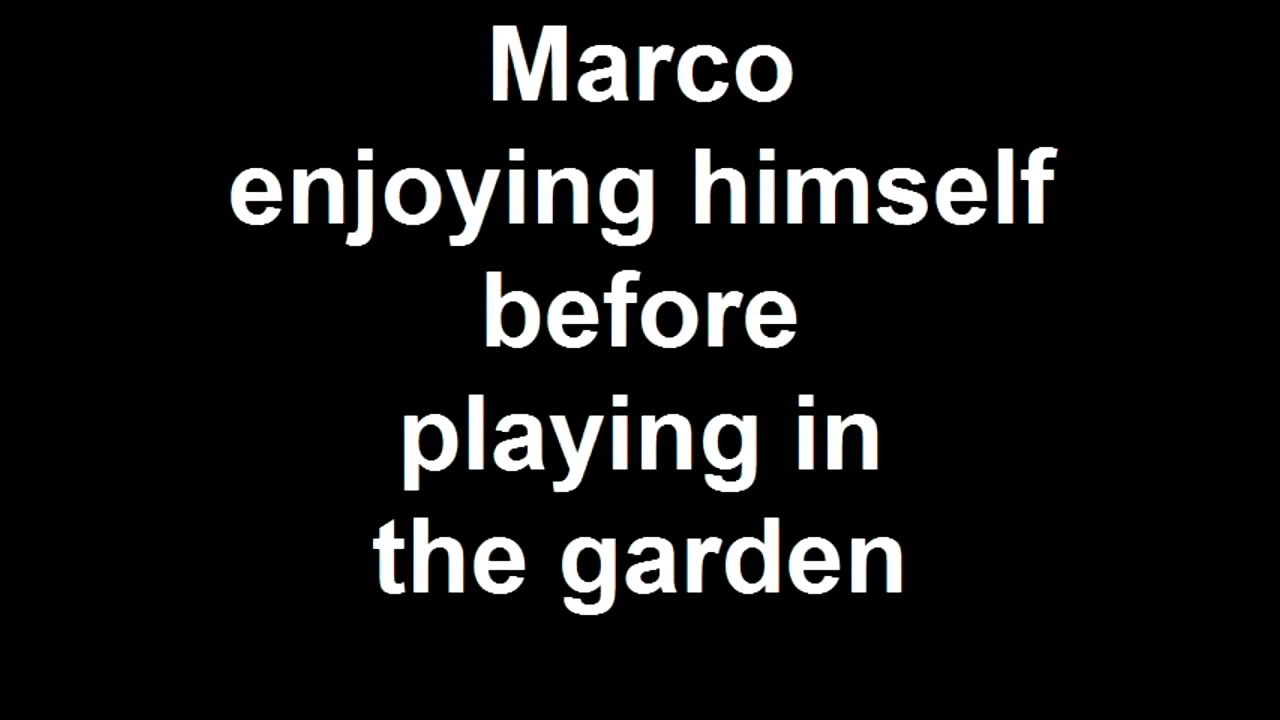 Marco
enjoying himself
before
playing in
the garden